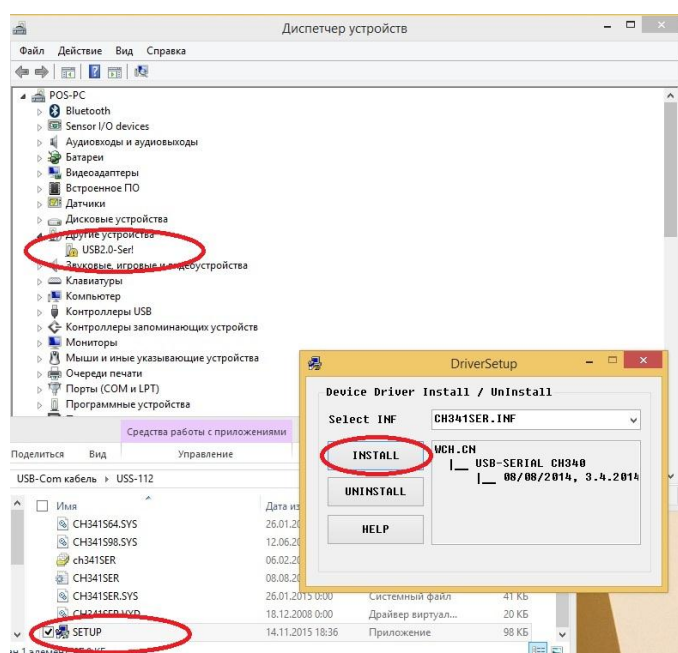 Диспетчер устройств
Файл Действие Вид Справка
POS-PC
Bluetooth
Sensor I/O devices
Аудиовходы и аудиовыходы
Батареи
Видеоадаптеры
Встроенное ПО
Датчики
Дисковые устройства
Другие устройства
USB2.0-Ser!
Звуковые, игровые и видеоустройства
Клавиатуры
Компьютер
Контроллеры USB
Контроллеры запоминающих устройств
Мониторы
Мыши и иные указывающие устройства
Очереди печати
Порты (COM и LPT)
Программные устройства
DriverSetup
Device Driver Install / UnInstall
Select INF CH341SER.INF
INSTALL
UNINSTALL
HELP
WCH.CN
|__ USB-SERIAL CH340
|__ 08/08/2014, 3.4.2014
Средства работы с приложениями
Поделиться Вид Управление
USB-Com кабель USS-112
Имя Дата из
CH341S64.SYS 26.01.20
CH341S98.SYS 12.06.20
ch341SER 06.02.20
CH341SER 08.08.20
CH341SER.SYS 26.01.2015 0:00 Системный файл 41 КБ
CH341SER.VXD 18.12.2008 0:00 Драйвер виртуал... 20 КБ
SETUP 14.11.2015 18:36 Приложение 98 КБ